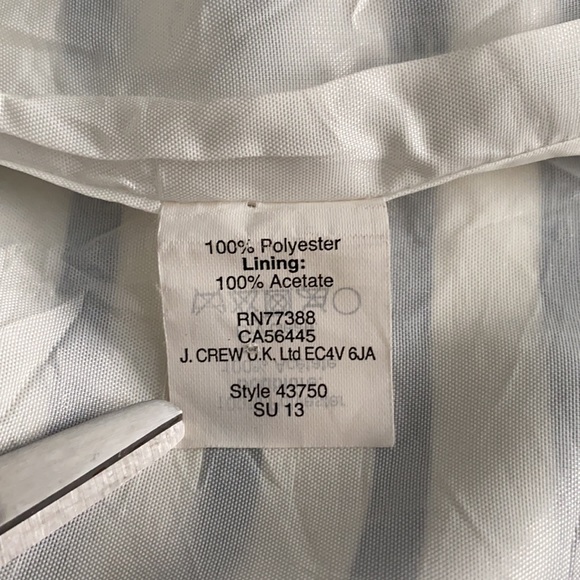 100% Polyester
Lining:
100% Acetate
RN77388
CA56445
J. CREW U.K. Ltd EC4V 6JA
Style 43750
SU 13